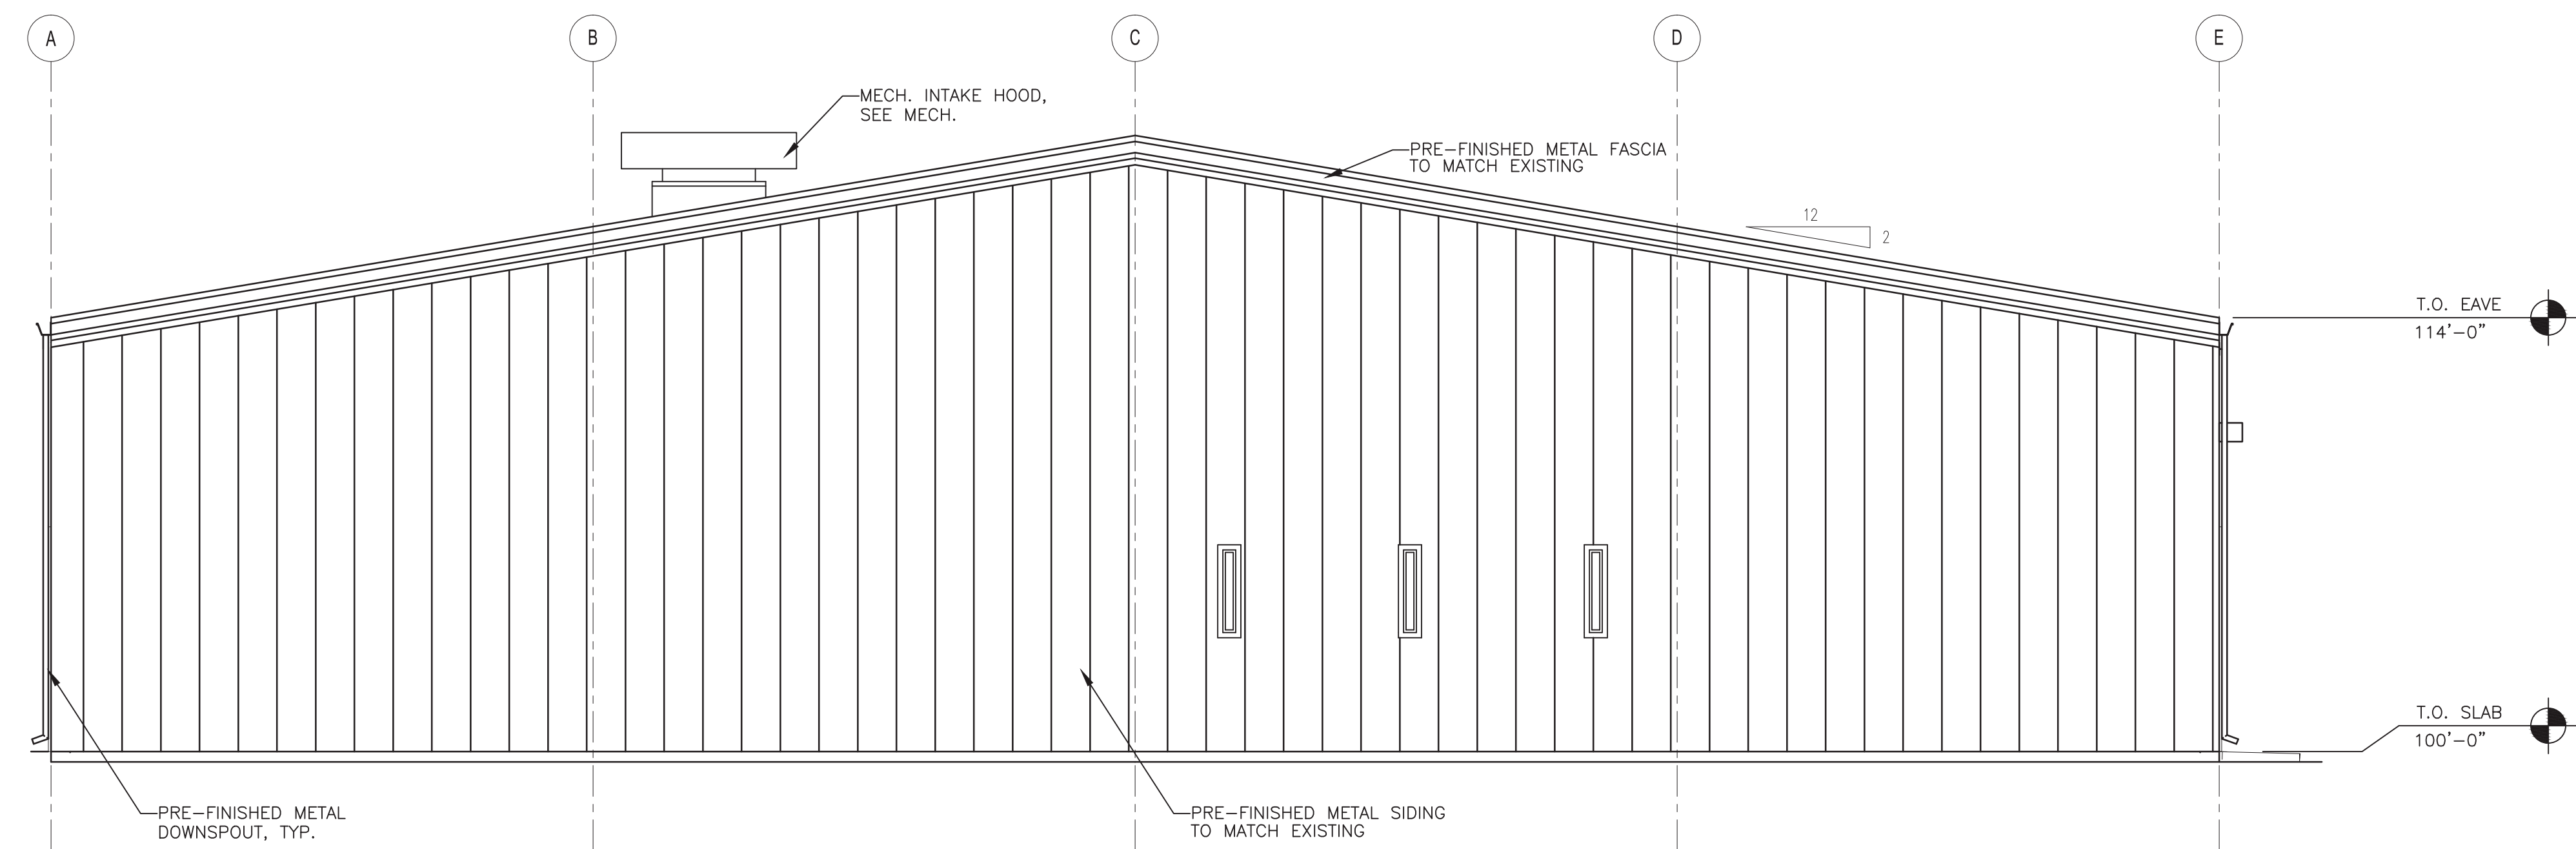 A
B
C
D
E
MECH. INTAKE HOOD,
SEE MECH.
PRE-FINISHED METAL FASCIA
TO MATCH EXISTING
12
2
T.O. EAVE
114'-0"
T.O. SLAB
100'-0"
PRE-FINISHED METAL
DOWNSPOUT, TYP.
PRE-FINISHED METAL SIDING
TO MATCH EXISTING